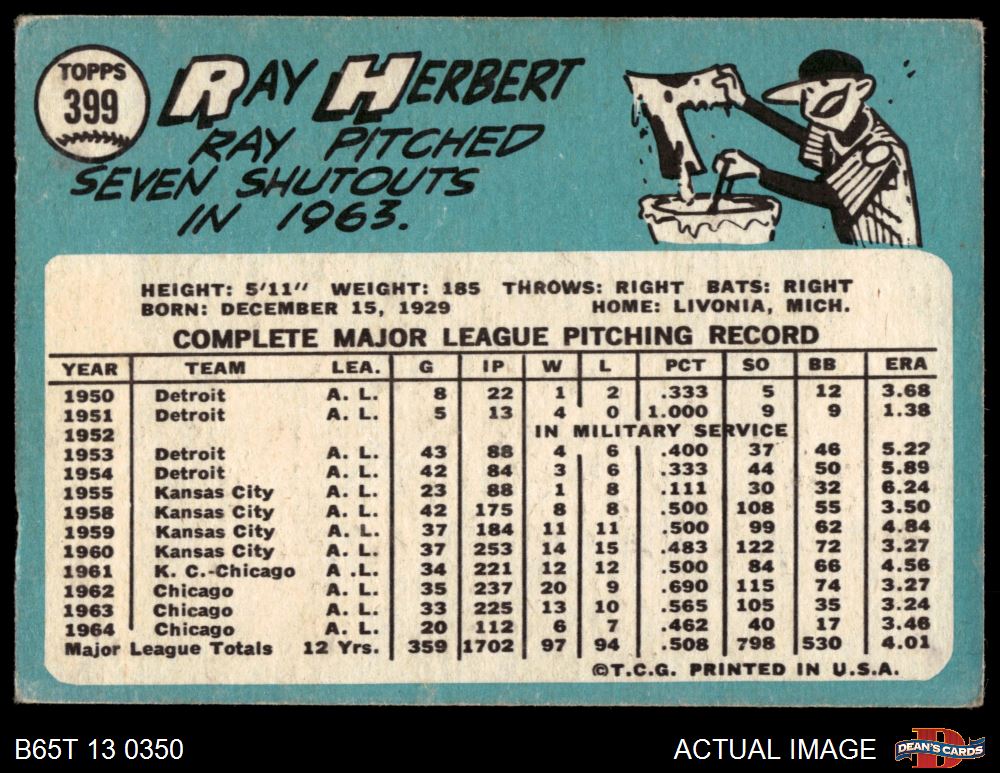 TOPPS
399
RAY HERBERT
RAY PITCHED
SEVEN SHUTOUTS
IN 1963.
HEIGHT: 5'11" WEIGHT: 185 THROWS: RIGHT BATS: RIGHT
BORN: DECEMBER 15, 1929 HOME: LIVONIA, MICH.
COMPLETE MAJOR LEAGUE PITCHING RECORD
YEAR TEAM LEA. G IP W L PCT SO BB ERA
1950 Detroit A. L. 8 22 1 2 .333 5 12 3.68
1951 Detroit A. L. 5 13 4 0 1.000 9 9 1.38
1952 IN MILITARY SERVICE
1953 Detroit A. L. 43 88 4 6 .400 37 46 5.22
1954 Detroit A. L. 42 84 3 6 .333 44 50 5.89
1955 Kansas City A. L. 23 88 1 8 .111 30 32 6.24
1958 Kansas City A. L. 42 175 8 8 .500 108 55 3.50
1959 Kansas City A. L. 37 184 11 11 .500 99 62 4.84
1960 Kansas City A. L. 37 253 14 15 .483 122 72 3.27
1961 K. C.-Chicago A .L. 34 221 12 12 .500 84 66 4.56
1962 Chicago A. L. 35 237 20 9 .690 115 74 3.27
1963 Chicago A. L. 33 225 13 10 .565 105 35 3.24
1964 Chicago A. L. 20 112 6 7 .462 40 17 3.46
Major League Totals 12 Yrs. 359 1702 97 94 .508 798 530 4.01
©T.C.G. PRINTED IN U.S.A.
B65T 13 0350 ACTUAL IMAGE
D
DEAN'S CARDS